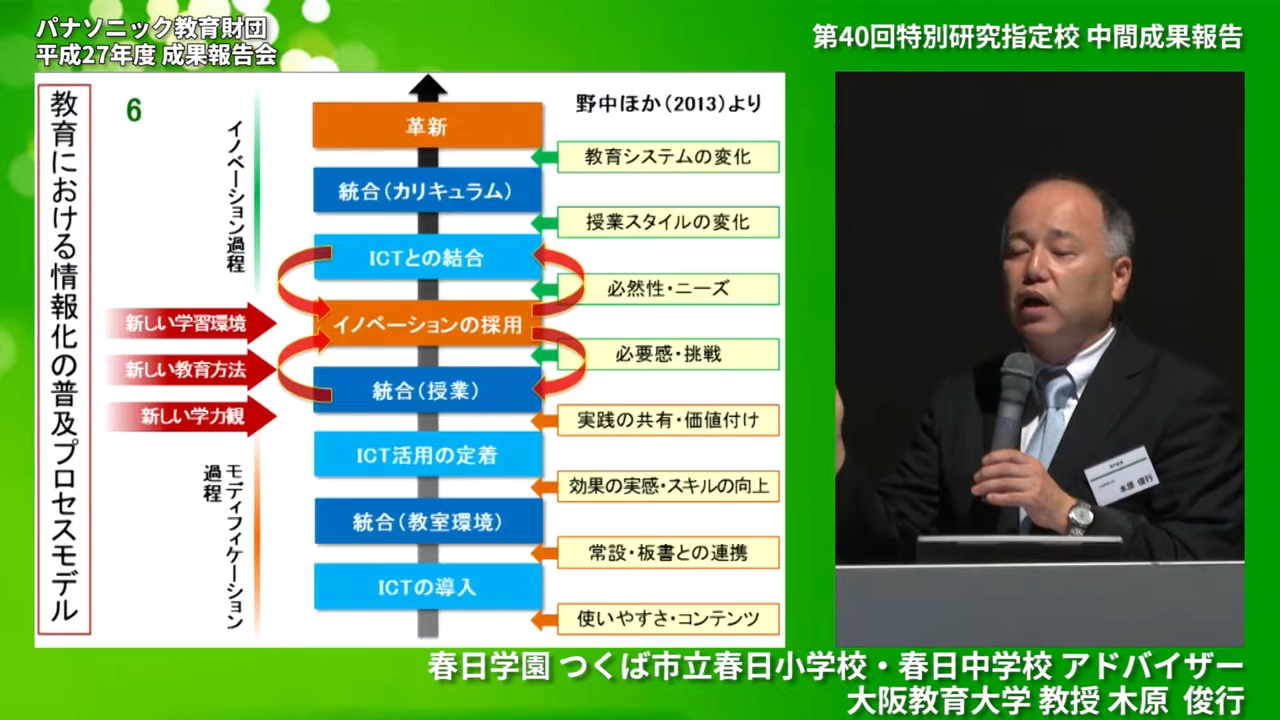 パナソニック教育財団
平成27年度 成果報告会
第40回特別研究指定校 中間成果報告
教育における情報化の普及プロセスモデル
6
野中ほか（2013）より
イノベーション過程
革新
教育システムの変化
統合（カリキュラム）
授業スタイルの変化
ICTとの結合
必然性・ニーズ
新しい学習環境
イノベーションの採用
必要感・挑戦
新しい教育方法
統合（授業）
新しい学力観
実践の共有・価値付け
モディフィケーション
過程
ICT活用の定着
効果の実感・スキルの向上
統合（教室環境）
常設・板書との連携
ICTの導入
使いやすさ・コンテンツ
木原 俊行
春日学園 つくば市立春日小学校・春日中学校 アドバイザー
大阪教育大学 教授 木原 俊行